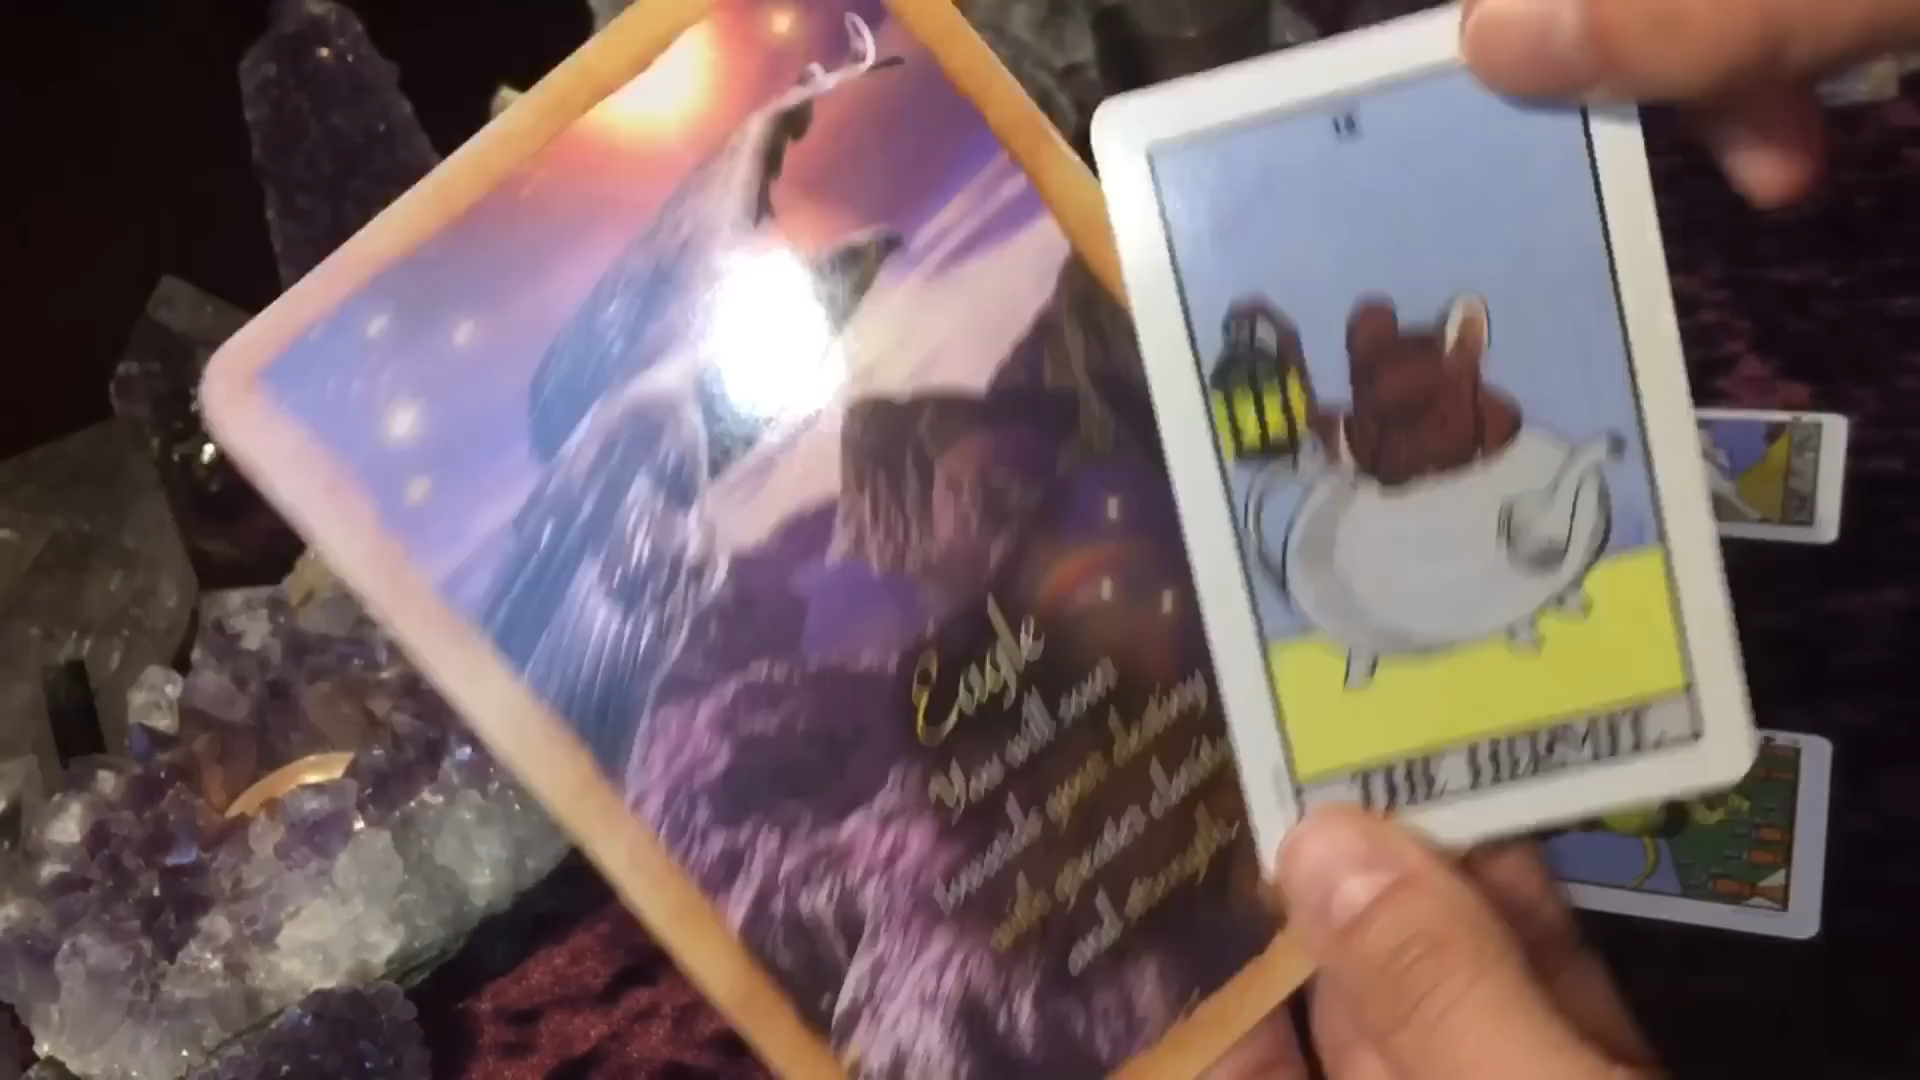 Eagle
You will soar
towards your destiny
with greater clarity
and strength.
THE HERMIT.